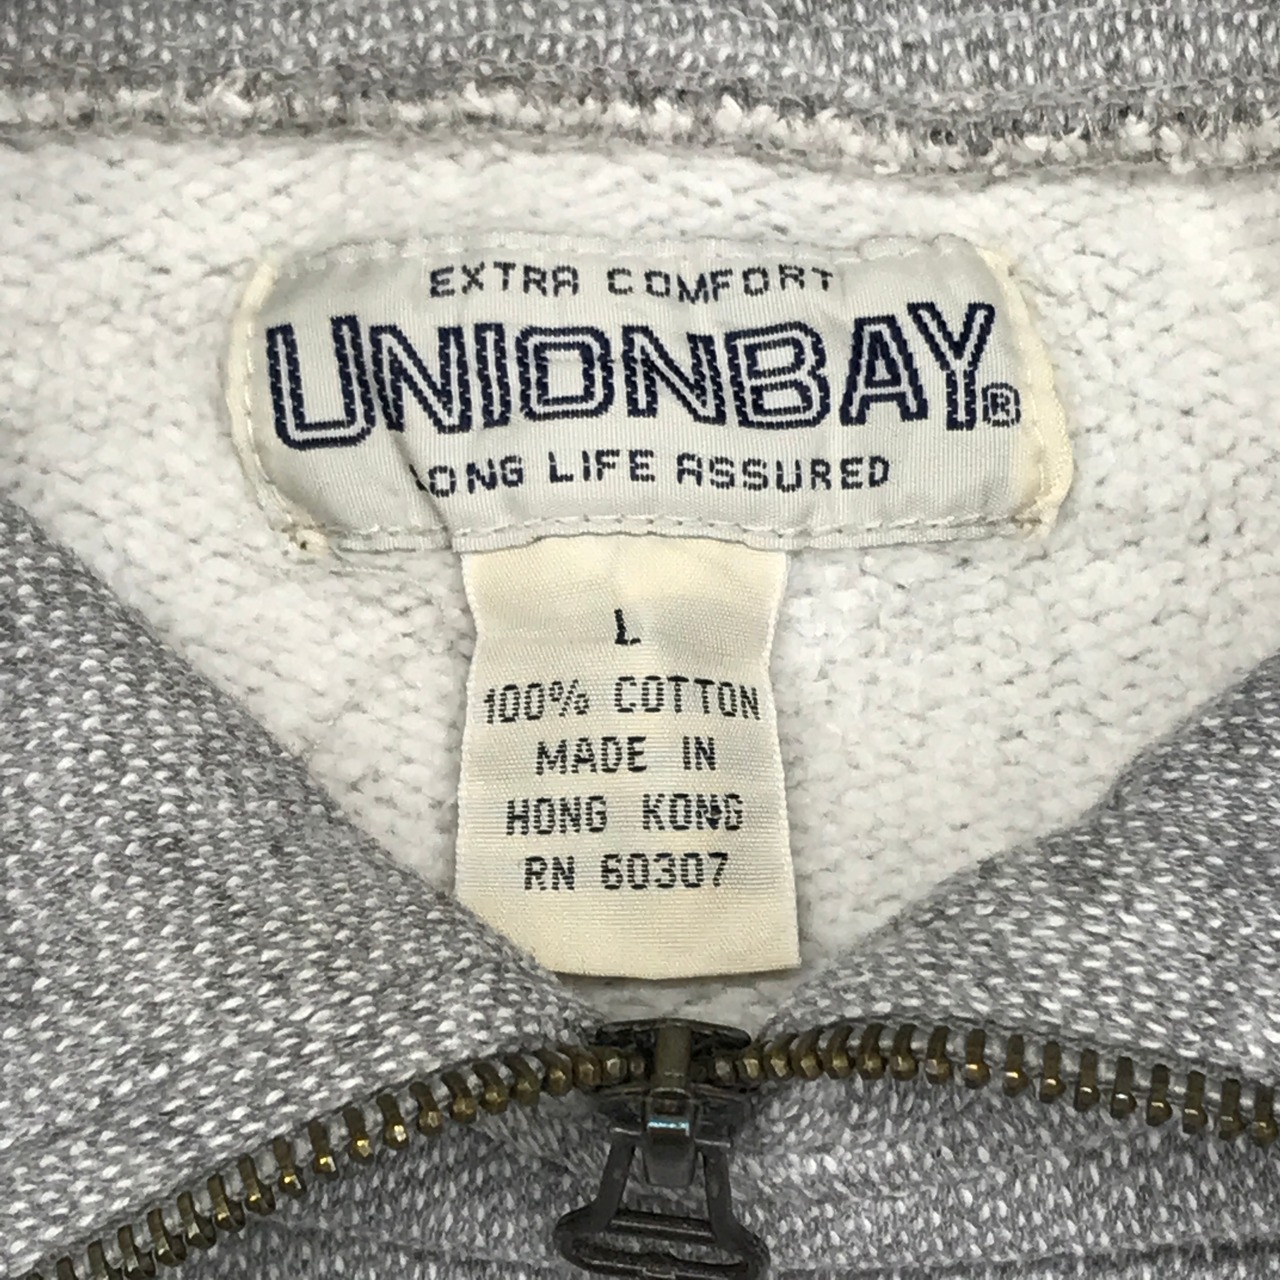 EXTRA COMFORT
UNIONBAY®
LONG LIFE ASSURED
L
100% COTTON
MADE IN
HONG KONG
RN 60307